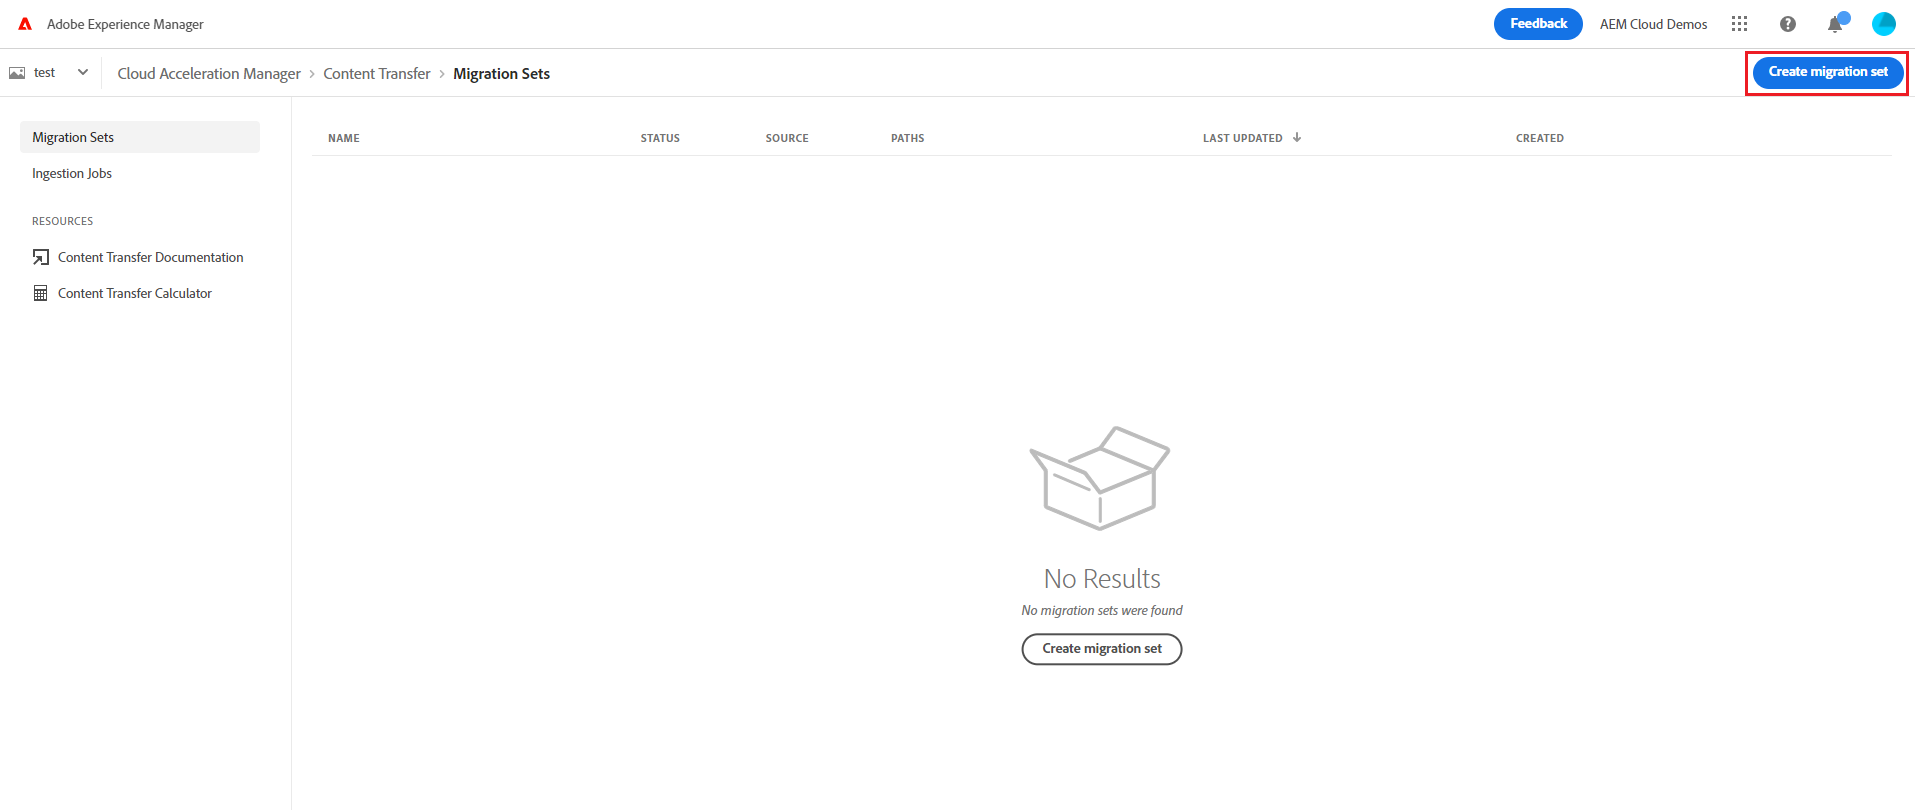 Adobe Experience Manager
Feedback
AEM Cloud Demos
test
Cloud Acceleration Manager > Content Transfer > Migration Sets
Create migration set
Migration Sets
Ingestion Jobs
RESOURCES
Content Transfer Documentation
Content Transfer Calculator
NAME STATUS SOURCE PATHS LAST UPDATED ↓ CREATED
No Results
No migration sets were found
Create migration set